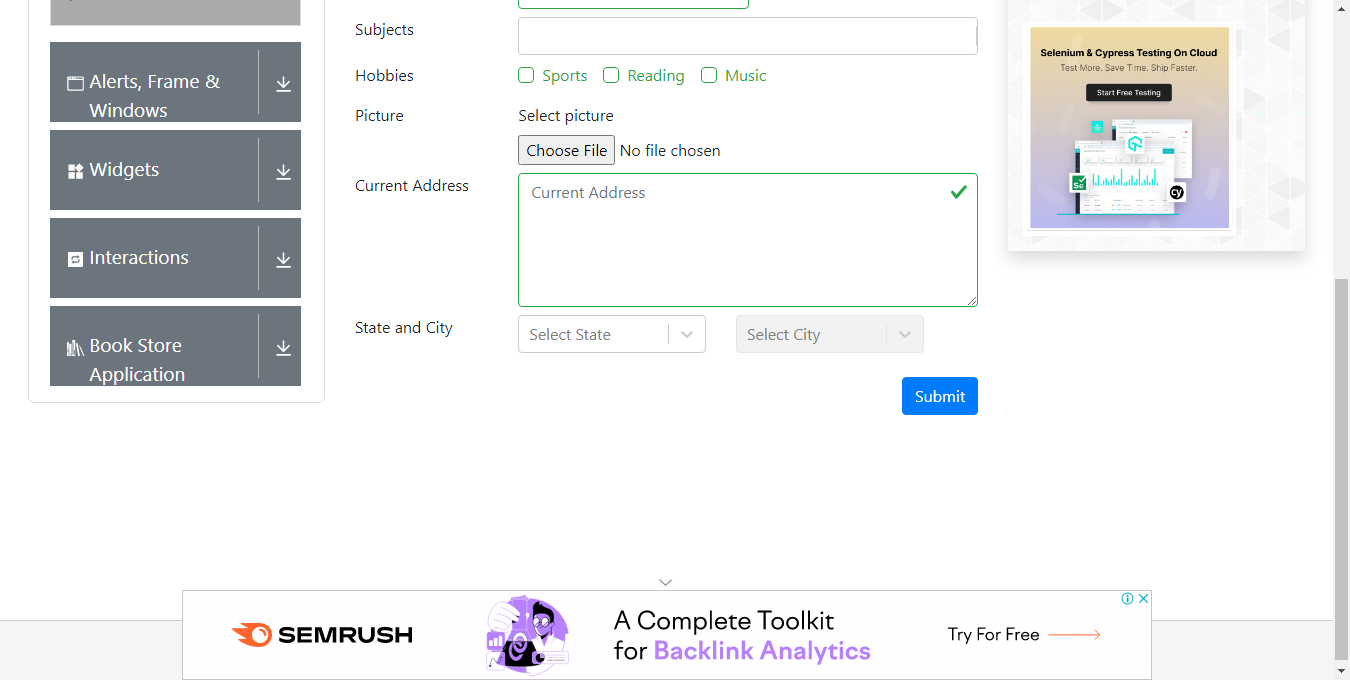 Alerts, Frame &
Windows
Widgets
Interactions
Book Store
Application
Subjects
Hobbies
Sports
Reading
Music
Picture
Select picture
Choose File
No file chosen
Current Address
Current Address
State and City
Select State
Select City
Submit
Selenium & Cypress Testing On Cloud
Test More. Save Time. Ship Faster.
Start Free Testing
Se
cy
SEMRUSH
A Complete Toolkit
for Backlink Analytics
Try For Free